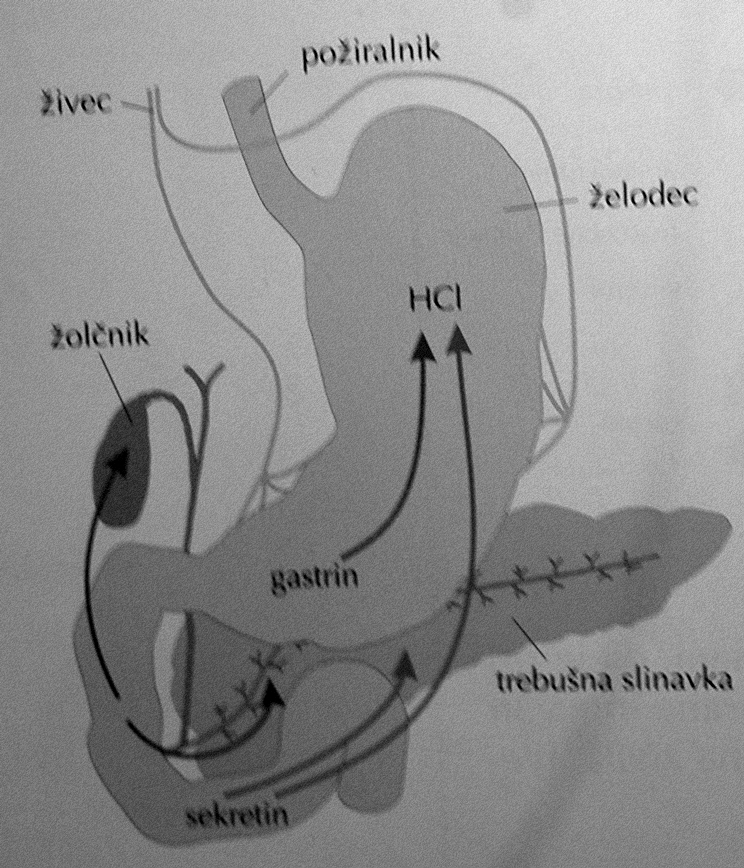 požiralnik
živec
želodec
HCl
žolčnik
gastrin
trebušna slinavka
sekretin